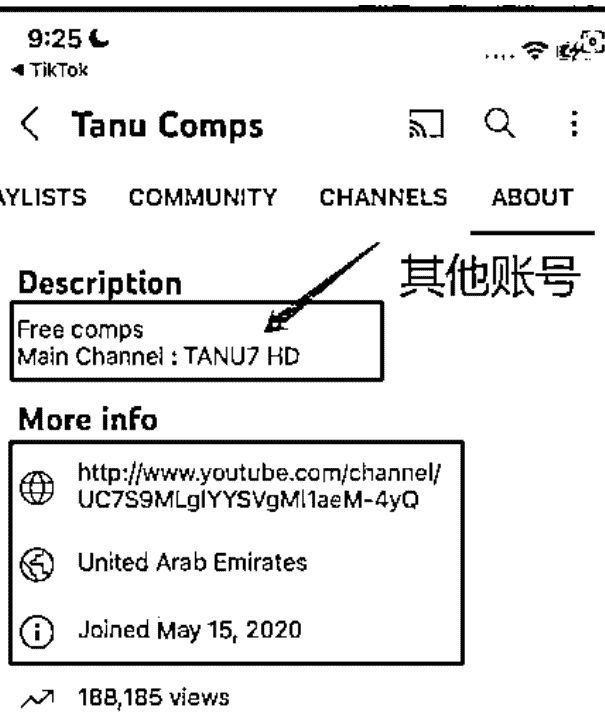 9:25
◀ TikTok
Tanu Comps
AYLISTS COMMUNITY CHANNELS ABOUT
其他账号
Description
Free comps
Main Channel : TANU7 HD
More info
http://www.youtube.com/channel/
UC7S9MLglYYSVgMl1aeM-4yQ
United Arab Emirates
Joined May 15, 2020
188,185 views